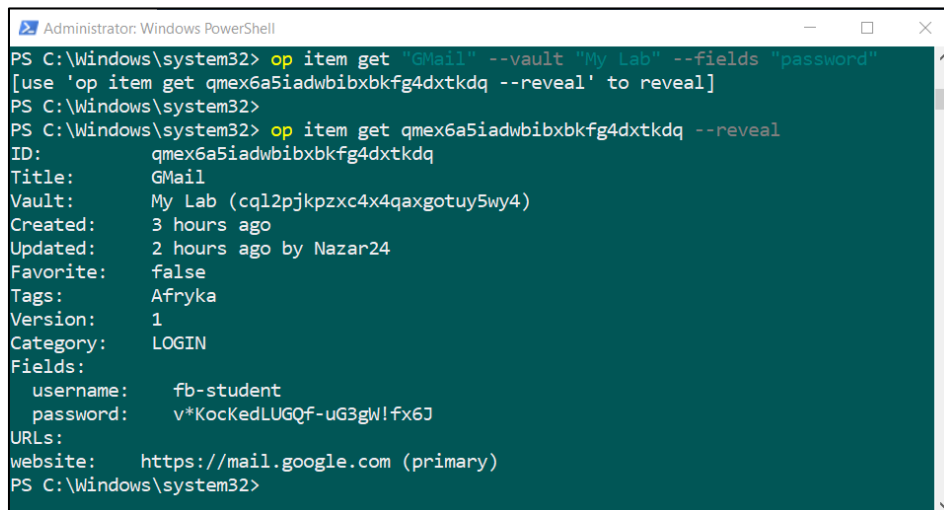 Administrator: Windows PowerShell
PS C:\Windows\system32> op item get "GMail" --vault "My Lab" --fields "password"
[use 'op item get qmex6a5iadwbibxbkfg4dxtkdq --reveal' to reveal]
PS C:\Windows\system32>
PS C:\Windows\system32> op item get qmex6a5iadwbibxbkfg4dxtkdq --reveal
ID: qmex6a5iadwbibxbkfg4dxtkdq
Title: GMail
Vault: My Lab (cql2pjkpzxc4x4qaxgotuy5wy4)
Created: 3 hours ago
Updated: 2 hours ago by Nazar24
Favorite: false
Tags: Afryka
Version: 1
Category: LOGIN
Fields:
username: fb-student
password: v*KocKedLUGQf-uG3gW!fx6J
URLs:
website: https://mail.google.com (primary)
PS C:\Windows\system32>